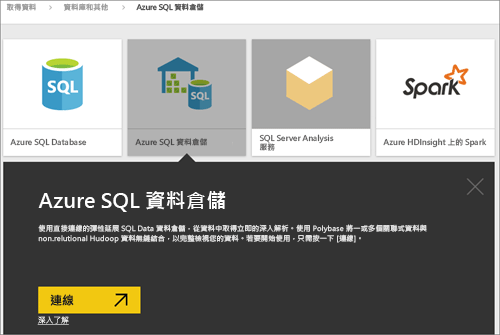 取得資料 > 資料庫和其他 > Azure SQL 資料倉儲
SQL
SQL
Spark
Azure SQL Database
Azure SQL 資料倉儲
SQL Server Analysis
服務
Azure HDInsight 上的 Spark
Azure SQL 資料倉儲
使用直接連線的彈性延展 SQL Data 資料倉儲，從資料中取得立即的深入解析。使用 Polybase 將一或多個關聯式資料與
non.relutional Hudoop 資料無縫結合，以完整檢視您的資料。若要開始使用，只需按一下 [連線]。
連線
深入了解